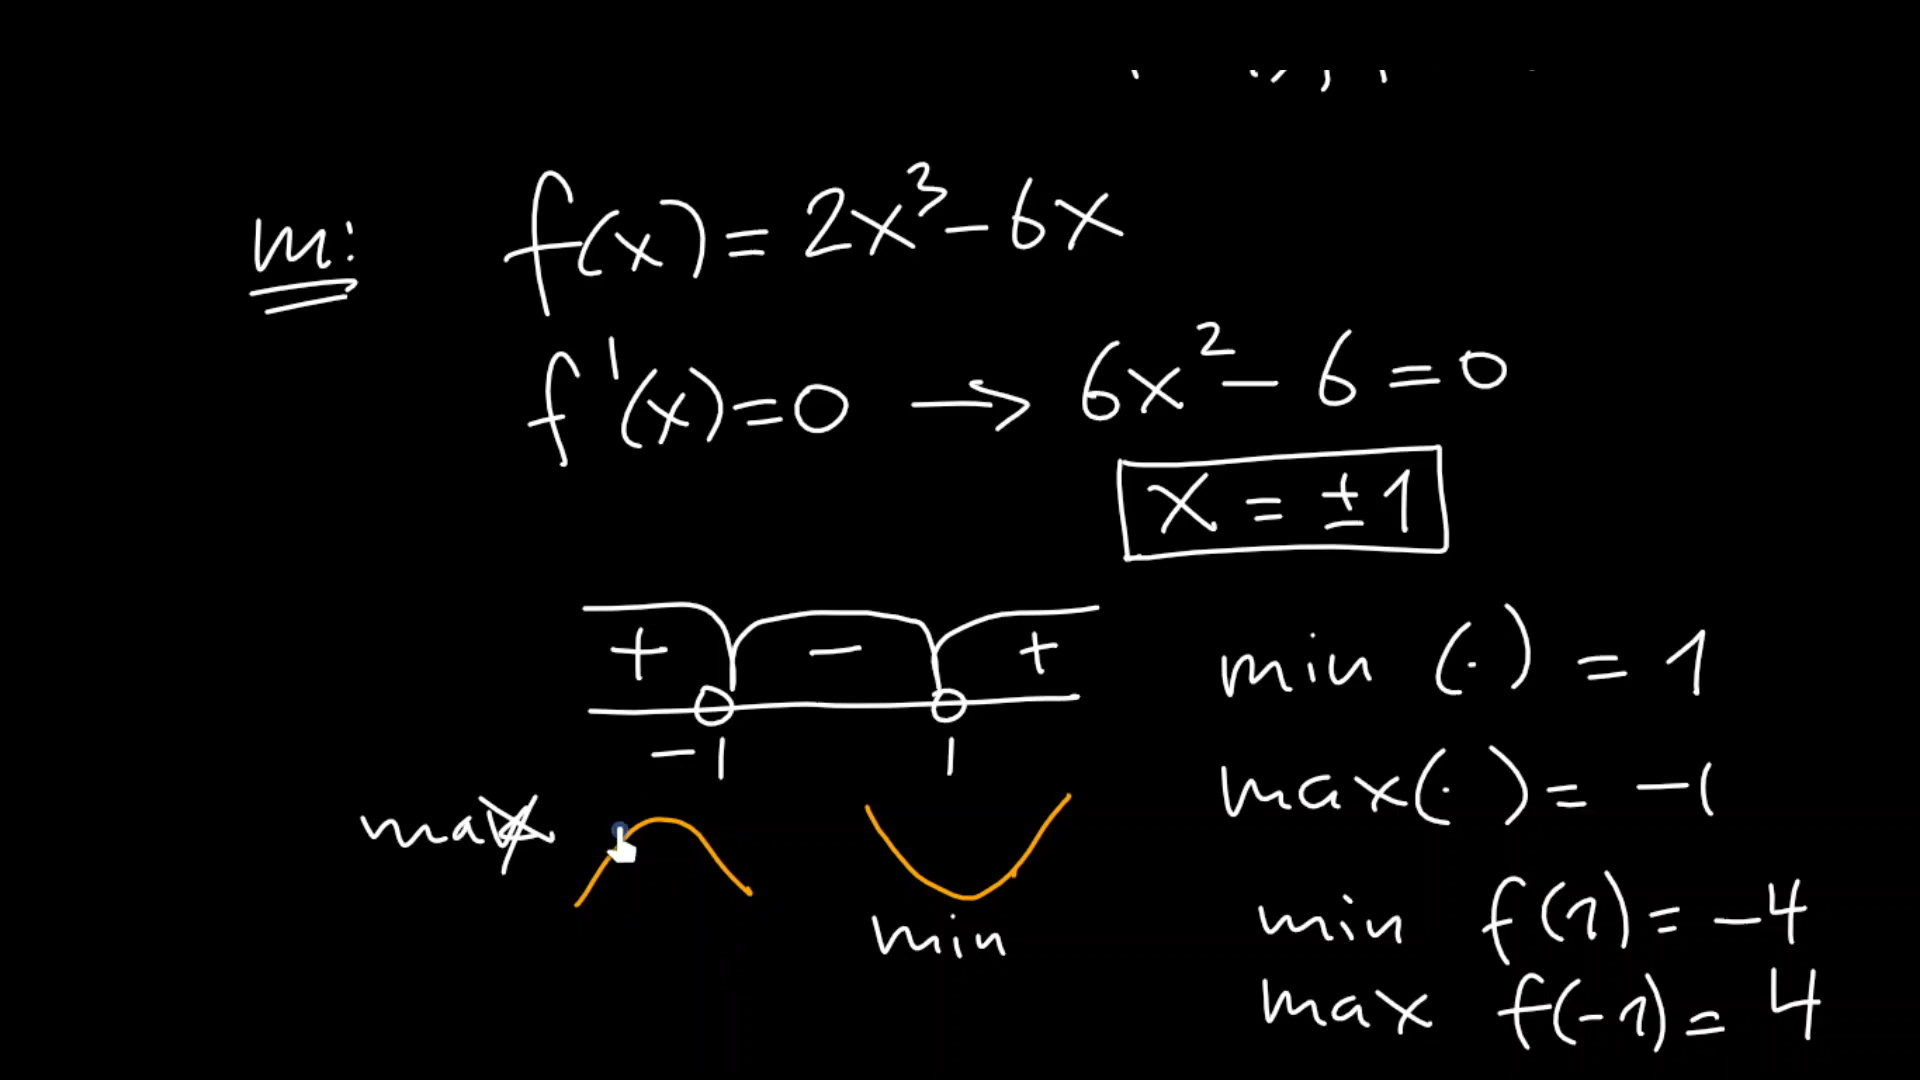 m: f(x) = 2x³ - 6x
f'(x) = 0 → 6x² - 6 = 0
x = ±1
+ - +
-1 1
max
min
min (·) = 1
max (·) = -1
min f(1) = -4
max f(-1) = 4